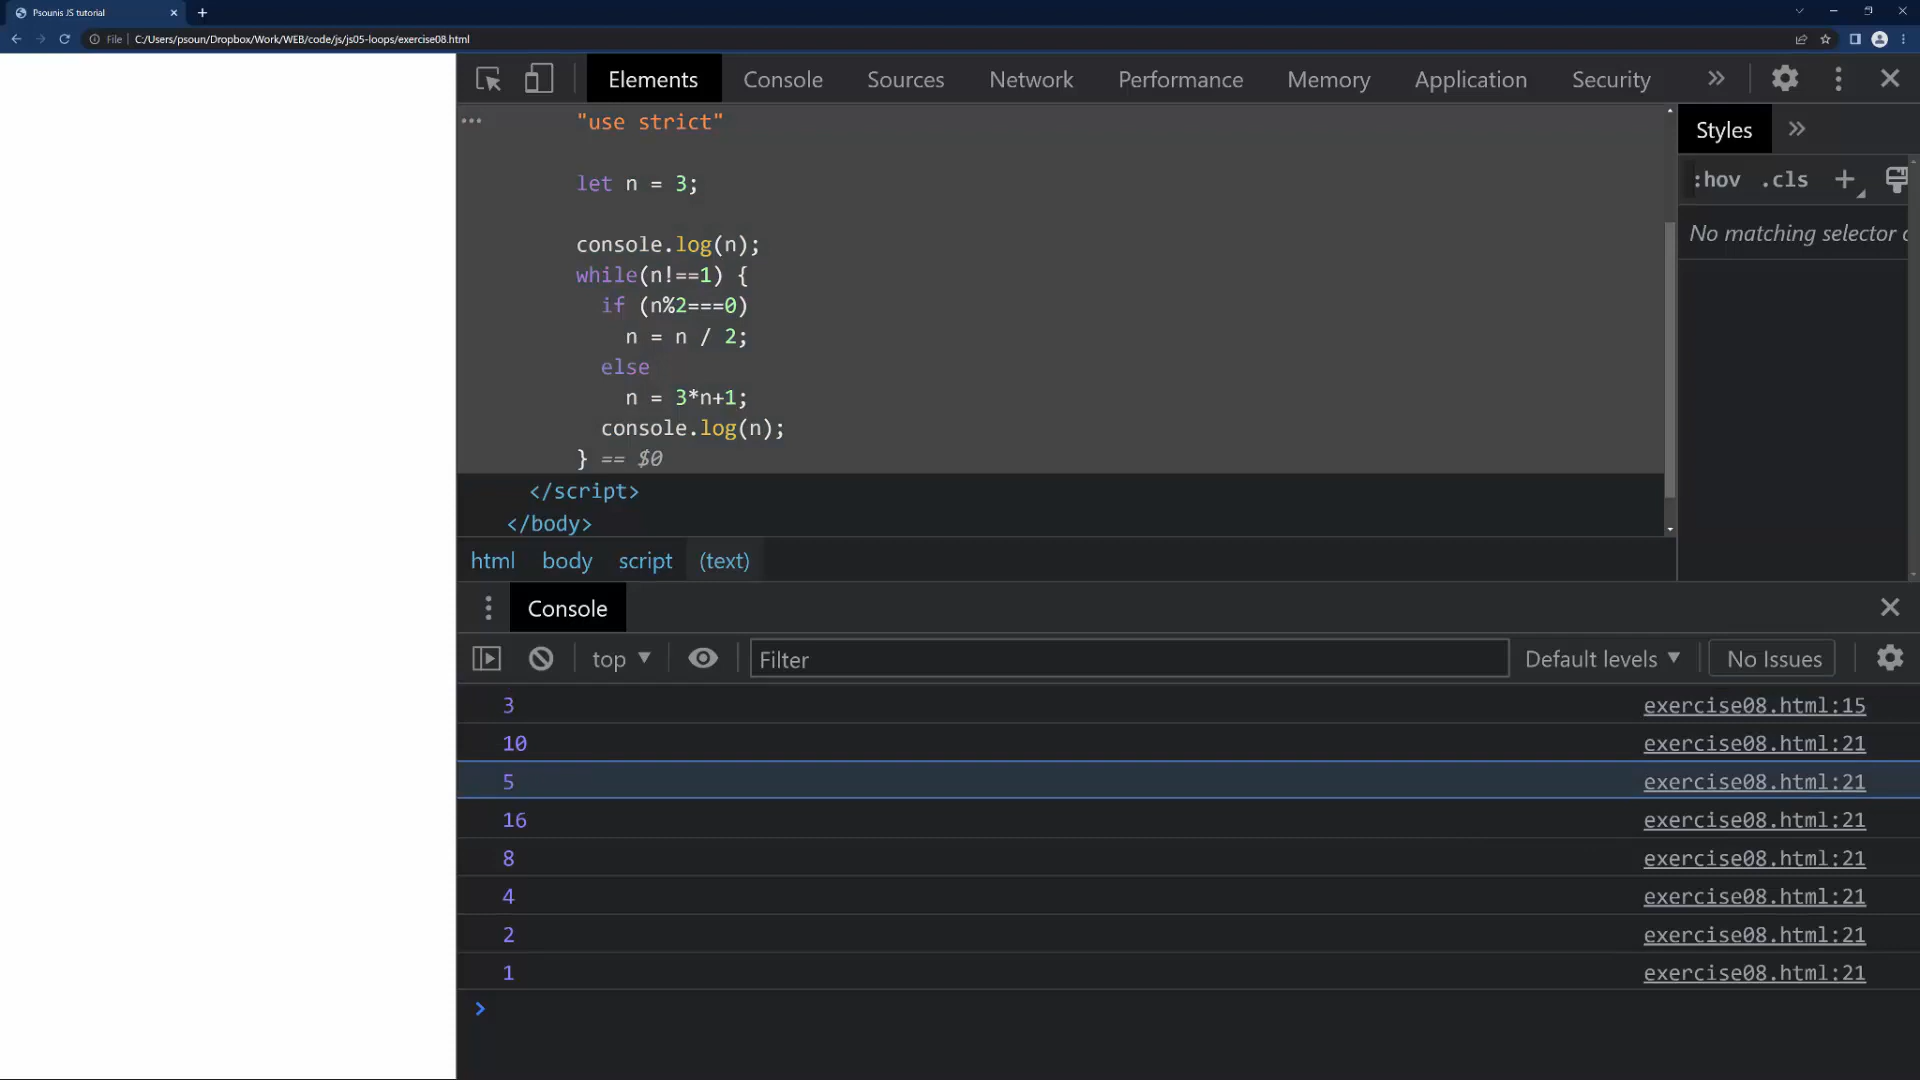 Psounis JS tutorial
File C:/Users/psoun/Dropbox/Work/WEB/code/js/js05-loops/exercise08.html
Elements Console Sources Network Performance Memory Application Security
"use strict"
let n = 3;
console.log(n);
while(n!==1) {
if (n%2===0)
n = n / 2;
else
n = 3*n+1;
console.log(n);
} == $0
</script>
</body>
html body script (text)
Styles
:hov .cls
No matching selector
Console
top Filter Default levels No Issues
3 exercise08.html:15
10 exercise08.html:21
5 exercise08.html:21
16 exercise08.html:21
8 exercise08.html:21
4 exercise08.html:21
2 exercise08.html:21
1 exercise08.html:21